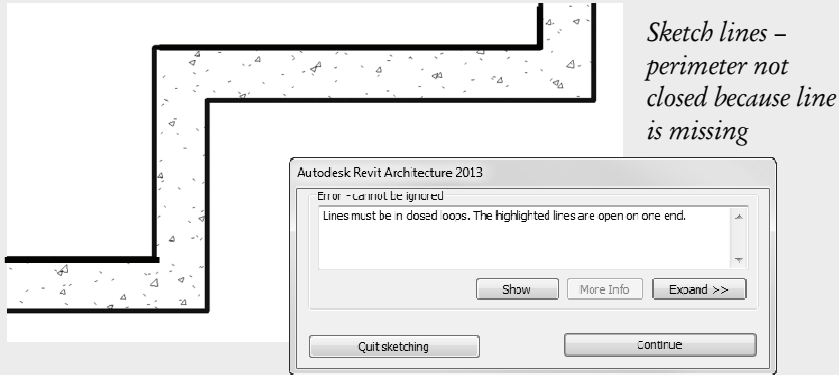 Sketch lines –
perimeter not
closed because line
is missing
Autodesk Revit Architecture 2013
Error - cannot be ignored
Lines must be in closed loops. The highlighted lines are open on one end.
Show
More Info
Expand >>
Quit sketching
Continue